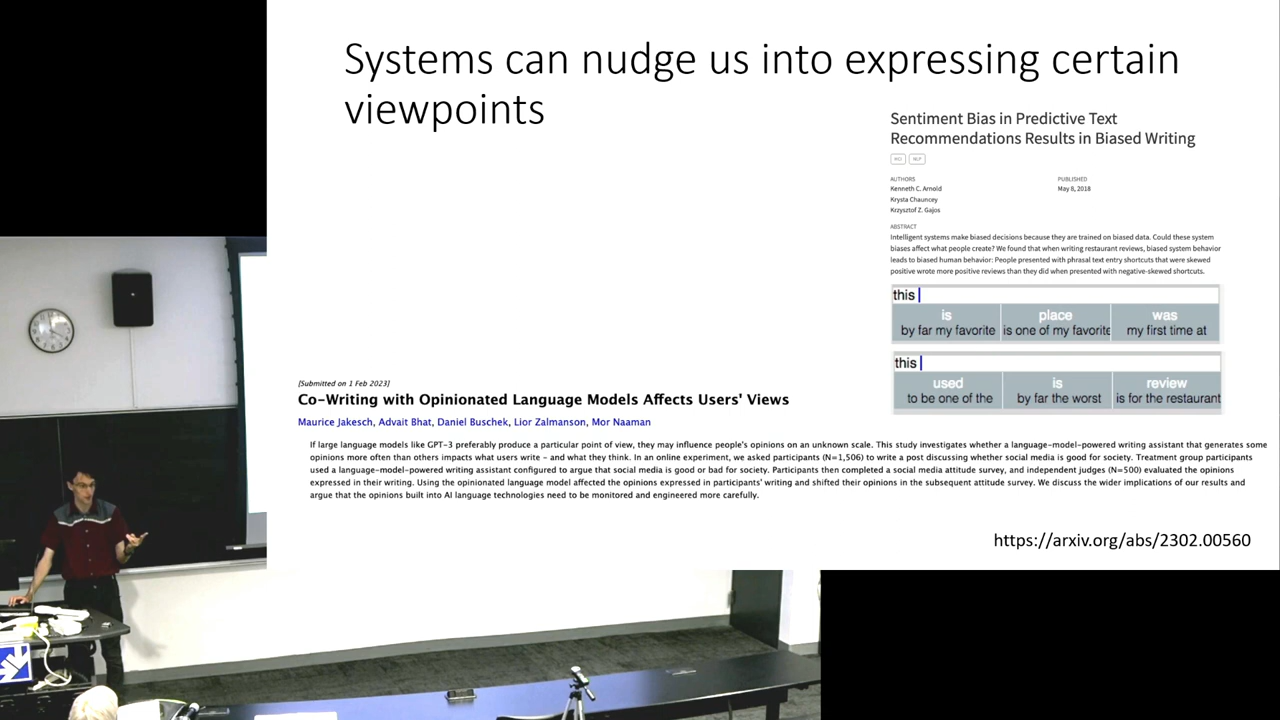 Systems can nudge us into expressing certain
viewpoints
Sentiment Bias in Predictive Text
Recommendations Results in Biased Writing
HCI NLP
AUTHORS PUBLISHED
Kenneth C. Arnold May 8, 2018
Krysta Chauncey
Krzysztof Z. Gajos
ABSTRACT
Intelligent systems make biased decisions because they are trained on biased data. Could these system
biases affect what people create? We found that when writing restaurant reviews, biased system behavior
leads to biased human behavior: People presented with phrasal text entry shortcuts that were skewed
positive wrote more positive reviews than they did when presented with negative-skewed shortcuts.
this
is place was
by far my favorite is one of my favorite my first time at
this
used is review
to be one of the by far the worst is for the restaurant
[Submitted on 1 Feb 2023]
Co-Writing with Opinionated Language Models Affects Users' Views
Maurice Jakesch, Advait Bhat, Daniel Buschek, Lior Zalmanson, Mor Naaman
If large language models like GPT-3 preferably produce a particular point of view, they may influence people's opinions on an unknown scale. This study investigates whether a language-model-powered writing assistant that generates some
opinions more often than others impacts what users write - and what they think. In an online experiment, we asked participants (N=1,506) to write a post discussing whether social media is good for society. Treatment group participants
used a language-model-powered writing assistant configured to argue that social media is good or bad for society. Participants then completed a social media attitude survey, and independent judges (N=500) evaluated the opinions
expressed in their writing. Using the opinionated language model affected the opinions expressed in participants' writing and shifted their opinions in the subsequent attitude survey. We discuss the wider implications of our results and
argue that the opinions built into AI language technologies need to be monitored and engineered more carefully.
https://arxiv.org/abs/2302.00560